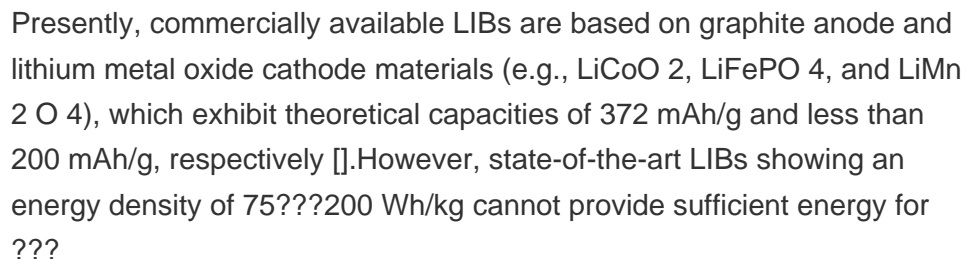 Presently, commercially available LIBs are based on graphite anode and
lithium metal oxide cathode materials (e.g., LiCoO 2, LiFePO 4, and LiMn
2 O 4), which exhibit theoretical capacities of 372 mAh/g and less than
200 mAh/g, respectively [].However, state-of-the-art LIBs showing an
energy density of 75???200 Wh/kg cannot provide sufficient energy for
???